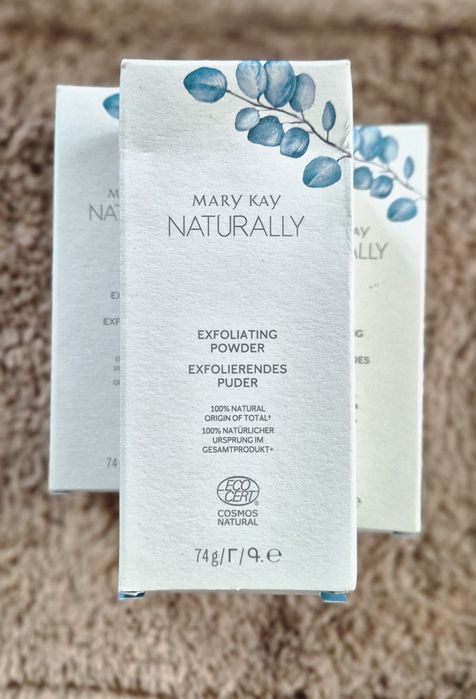 MARY KAY
NATURALLY
EXFOLIATING
POWDER
EXFOLIERENDES
PUDER
100% NATURAL
ORIGIN OF TOTAL†
100% NATÜRLICHER
URSPRUNG IM
GESAMTPRODUKT+
ECO
CERT
COSMOS
NATURAL
74g/Г/Գ.℮